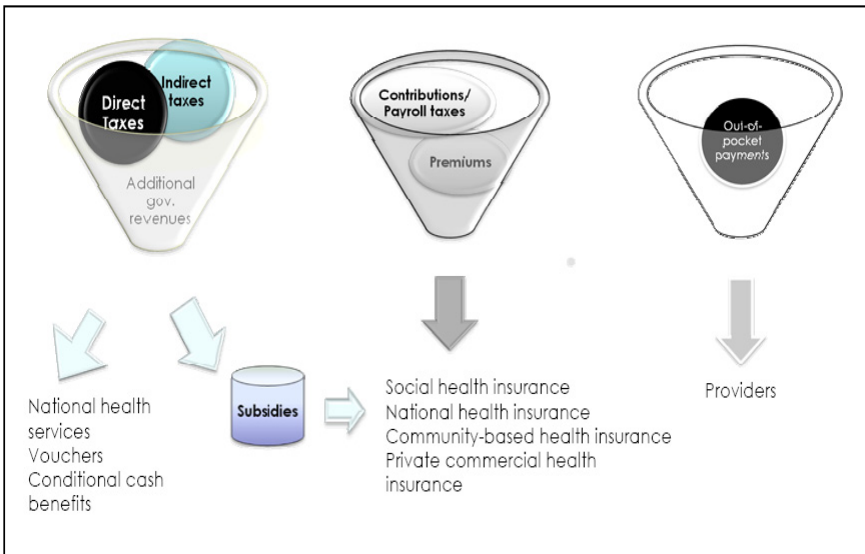 Direct
Taxes
Indirect
taxes
Additional
gov.
revenues
Contributions/
Payroll taxes
Premiums
Out-of-
pocket
payments
National health
services
Vouchers
Conditional cash
benefits
Subsidies
Social health insurance
National health insurance
Community-based health insurance
Private commercial health
insurance
Providers